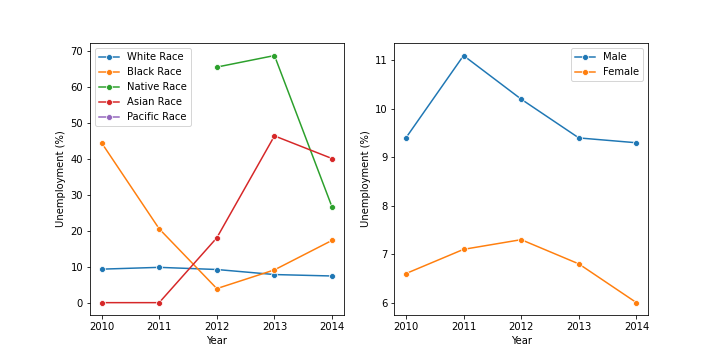 Unemployment (%)
70
60
50
40
30
20
10
0
White Race
Black Race
Native Race
Asian Race
Pacific Race
2010 2011 2012 2013 2014
Year
Unemployment (%)
11
10
9
8
7
6
Male
Female
2010 2011 2012 2013 2014
Year